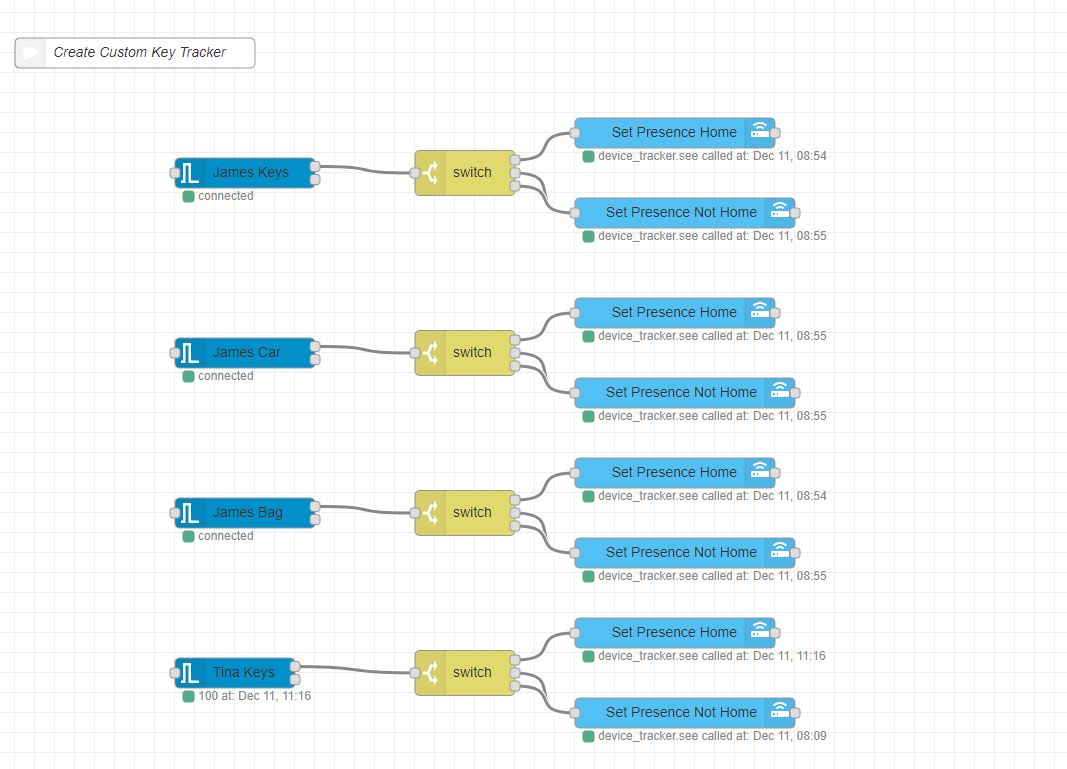 Create Custom Key Tracker
Set Presence Home
device_tracker.see called at: Dec 11, 08:54
James Keys
switch
connected
Set Presence Not Home
device_tracker.see called at: Dec 11, 08:55
Set Presence Home
device_tracker.see called at: Dec 11, 08:55
James Car
switch
connected
Set Presence Not Home
device_tracker.see called at: Dec 11, 08:55
Set Presence Home
device_tracker.see called at: Dec 11, 08:54
James Bag
switch
connected
Set Presence Not Home
device_tracker.see called at: Dec 11, 08:55
Set Presence Home
device_tracker.see called at: Dec 11, 11:16
Tina Keys
switch
100 at: Dec 11, 11:16
Set Presence Not Home
device_tracker.see called at: Dec 11, 08:09